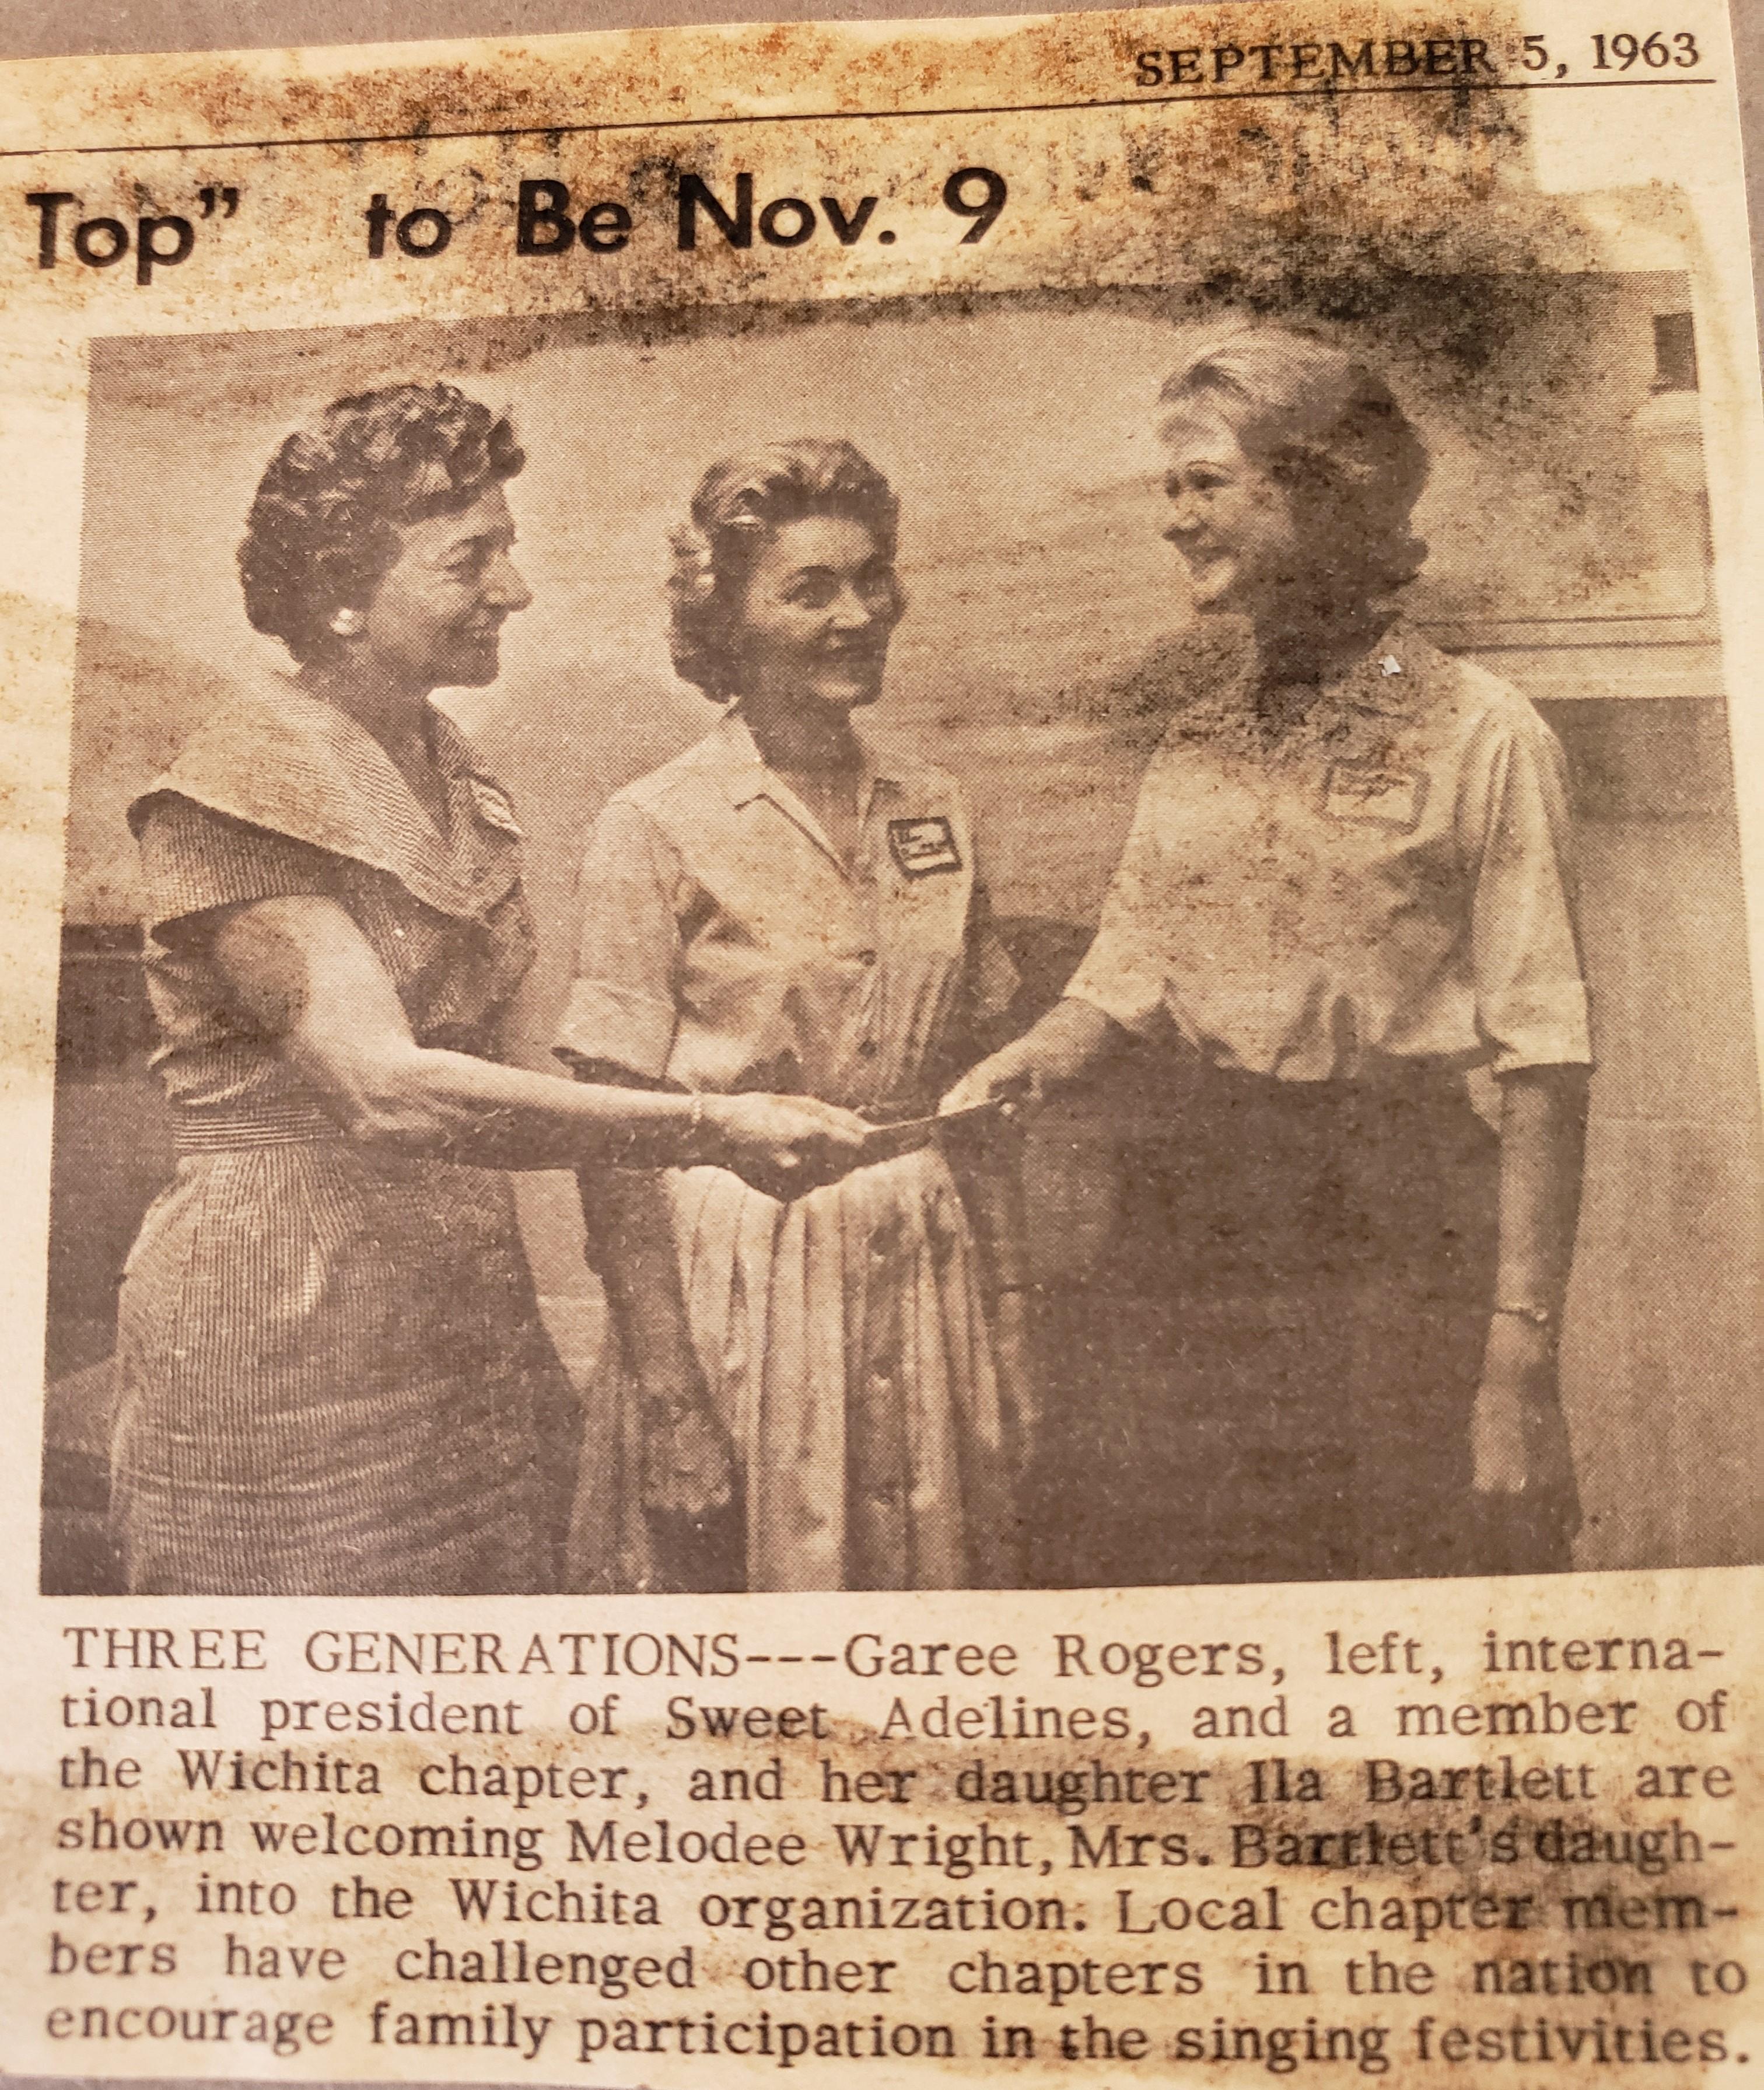 SEPTEMBER 5, 1963
Top” to Be Nov. 9
THREE GENERATIONS---Garee Rogers, left, interna-
tional president of Sweet Adelines, and a member of
the Wichita chapter, and her daughter Ila Bartlett are
shown welcoming Melodee Wright, Mrs. Bartlett's daugh-
ter, into the Wichita organization. Local chapter mem-
bers have challenged other chapters in the nation to
encourage family participation in the singing festivities.